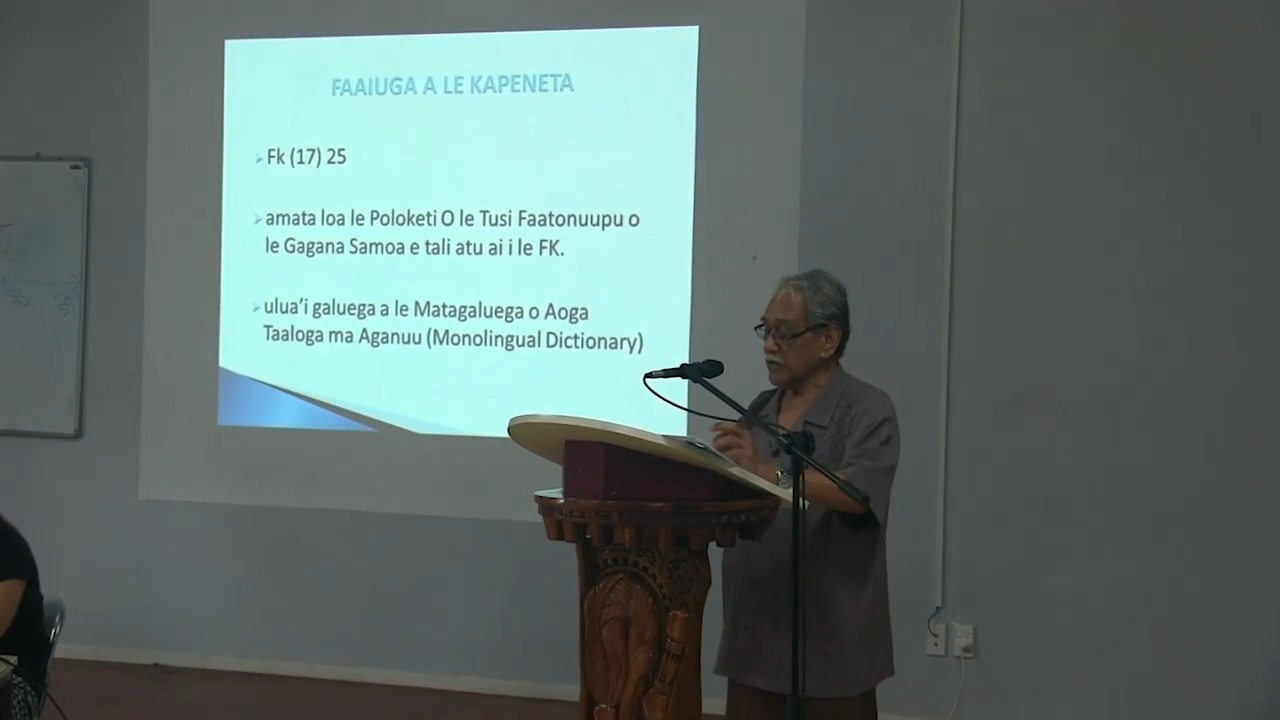 FAAIUGA A LE KAPENETA
Fk (17) 25
amata loa le Poloketi O le Tusi Faatonuupu o
le Gagana Samoa e tali atu ai i le FK.
ulua'i galuega a le Matagaluega o Aoga
Taaloga ma Aganuu (Monolingual Dictionary)